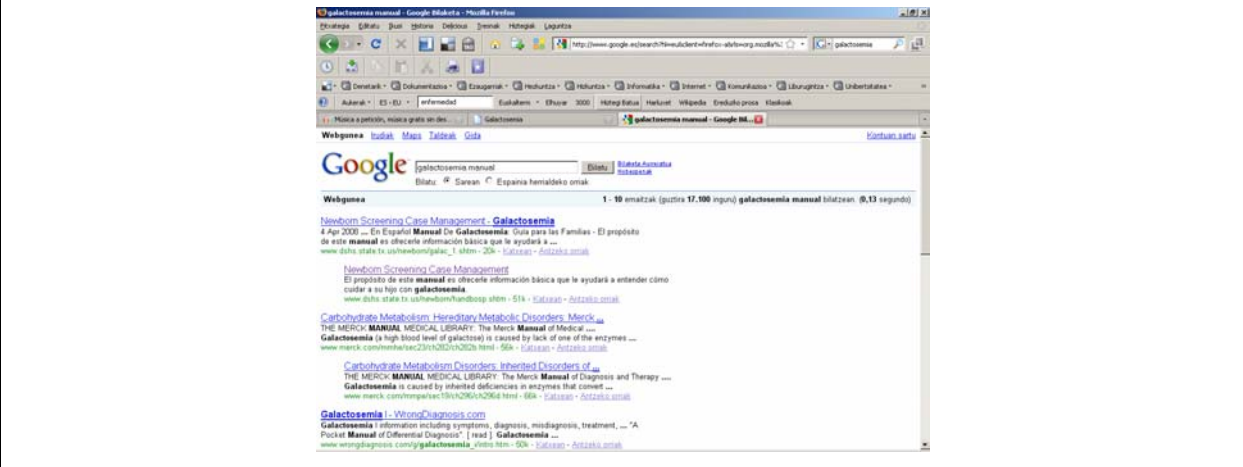 galactosemia manual - Google Bilaketa - Mozilla Firefox
Fitxategia Editatu Ikusi Historia Delicious Tresnak Hiztegiak Laguntza
galactosemia
Denetarik Dokumentazioa Ezaugarriak Hezkuntza Hizkuntza Informatika Internet Komunikazioa Liburugintza Unibertsitatea
Aukerak ES - EU enfermedad Euskalterm Elhuyar 3000 Hiztegi Batua Harluxet Wikipedia Ereduzko prosa Klasikoak
Música a petición, música gratis sin des... Galactosemia galactosemia manual - Google Bil...
Webgunea Irudiak Maps Taldeak Gida Kontuan sartu
Google galactosemia manual Bilatu Bilaketa Aurreratua
Hobespenak
Bilatu: Sarean Espainia herrialdeko orriak
Webgunea 1 - 10 emaitzak (guztira 17.100 inguru) galactosemia manual bilatzean. (0,13 segundo)
Newborn Screening Case Management - Galactosemia
4 Apr 2008 ... En Español Manual De Galactosemia: Guía para las Familias - El propósito
de este manual es ofrecerle información básica que le ayudará a ...
www.dshs.state.tx.us/newborn/galac_1.shtm - 20k - Katxean - Antzeko orriak
Newborn Screening Case Management
El propósito de este manual es ofrecerle información básica que le ayudará a entender cómo
cuidar a su hijo con galactosemia.
www.dshs.state.tx.us/newborn/handbosp.shtm - 51k - Katxean - Antzeko orriak
Carbohydrate Metabolism: Hereditary Metabolic Disorders: Merck ...
THE MERCK MANUAL MEDICAL LIBRARY: The Merck Manual of Medical ....
Galactosemia (a high blood level of galactose) is caused by lack of one of the enzymes ...
www.merck.com/mmhe/sec23/ch282/ch282b.html - 56k - Katxean - Antzeko orriak
Carbohydrate Metabolism Disorders: Inherited Disorders of ...
THE MERCK MANUAL MEDICAL LIBRARY: The Merck Manual of Diagnosis and Therapy ....
Galactosemia is caused by inherited deficiencies in enzymes that convert ...
www.merck.com/mmpe/sec19/ch296/ch296d.html - 66k - Katxean - Antzeko orriak
Galactosemia I - WrongDiagnosis.com
Galactosemia I information including symptoms, diagnosis, misdiagnosis, treatment, ... "A
Pocket Manual of Differential Diagnosis". [ read ]. Galactosemia ...
www.wrongdiagnosis.com/g/galactosemia_i/intro.htm - 50k - Katxean - Antzeko orriak